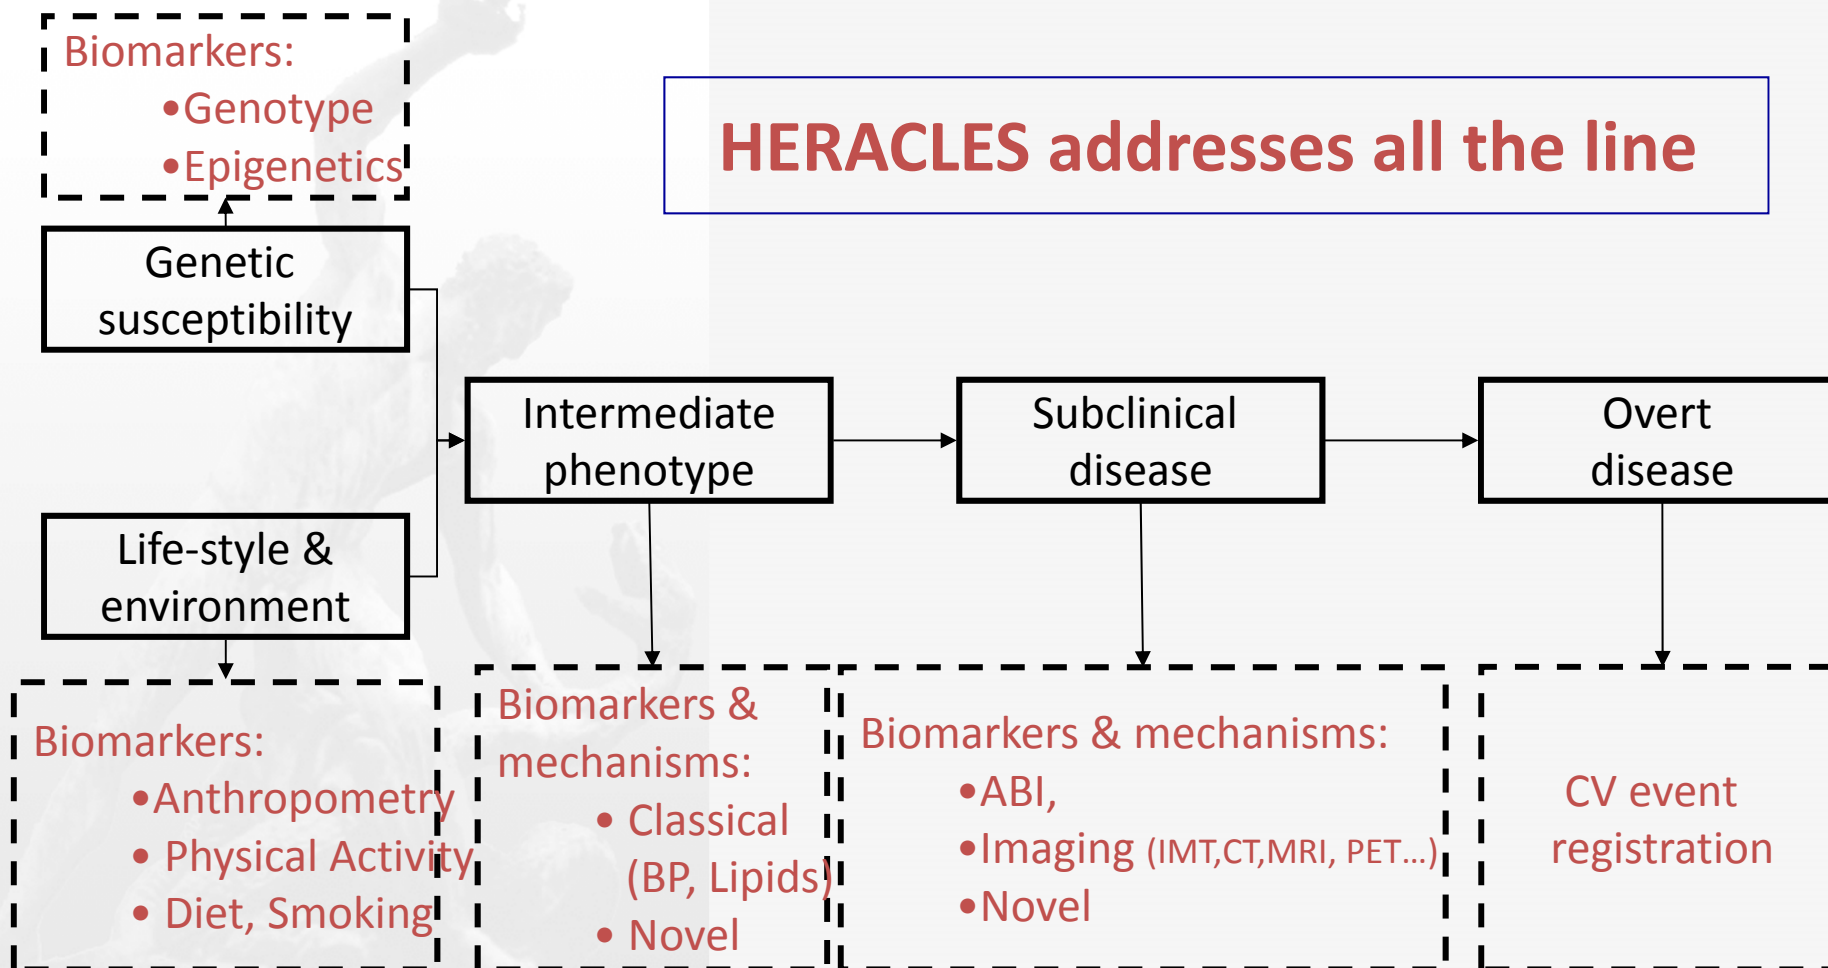 Biomarkers:
•Genotype
•Epigenetics
HERACLES addresses all the line
Genetic
susceptibility
Life-style &
environment
Intermediate
phenotype
Subclinical
disease
Overt
disease
Biomarkers:
•Anthropometry
• Physical Activity
• Diet, Smoking
Biomarkers &
mechanisms:
• Classical
(BP, Lipids)
• Novel
Biomarkers & mechanisms:
•ABI,
•Imaging (IMT,CT,MRI, PET...)
•Novel
CV event
registration